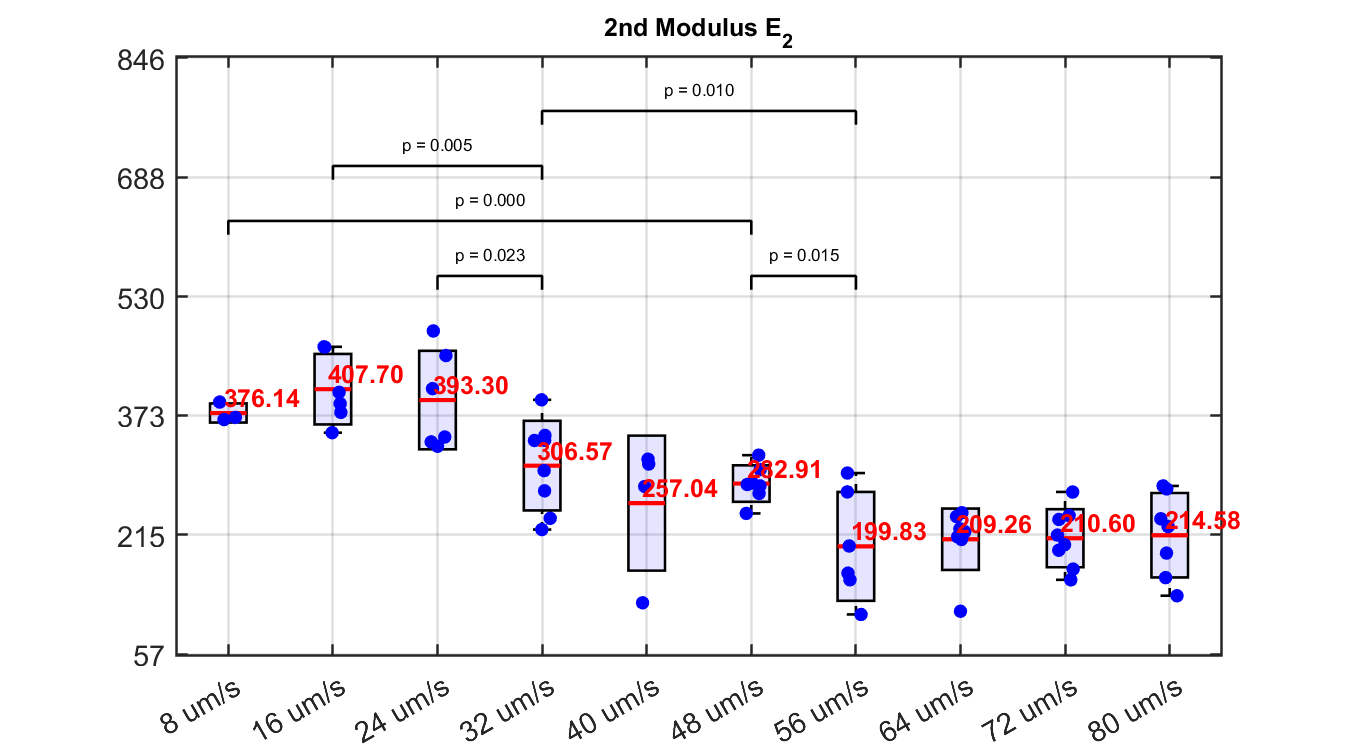 2nd Modulus E2
846
p = 0.010
p = 0.005
688
p = 0.000
p = 0.023
p = 0.015
530
373
376.14
407.70
393.30
306.57
257.04
282.91
199.83
209.26
210.60
214.58
215
57
8 um/s
16 um/s
24 um/s
32 um/s
40 um/s
48 um/s
56 um/s
64 um/s
72 um/s
80 um/s